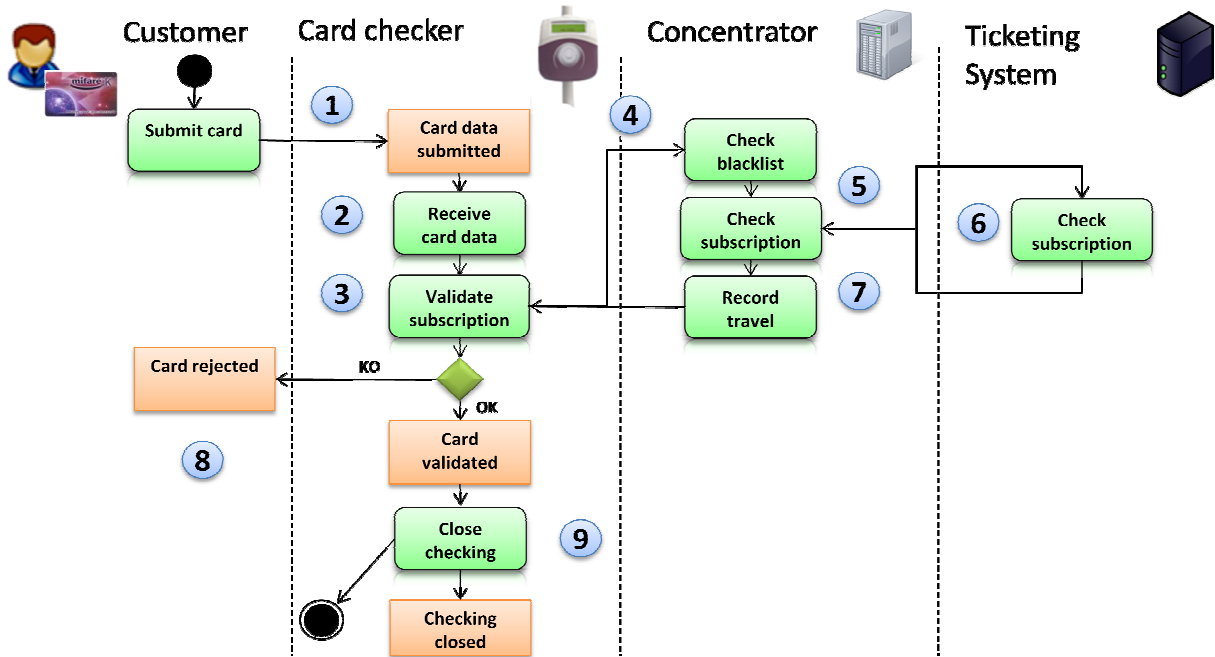 Customer
Card checker
Concentrator
Ticketing
System
mifare
Submit card
1
Card data
submitted
4
Check
blacklist
5
2
Receive
card data
Check
subscription
6
Check
subscription
3
Validate
subscription
Record
travel
7
Card rejected
KO
OK
8
Card
validated
Close
checking
9
Checking
closed